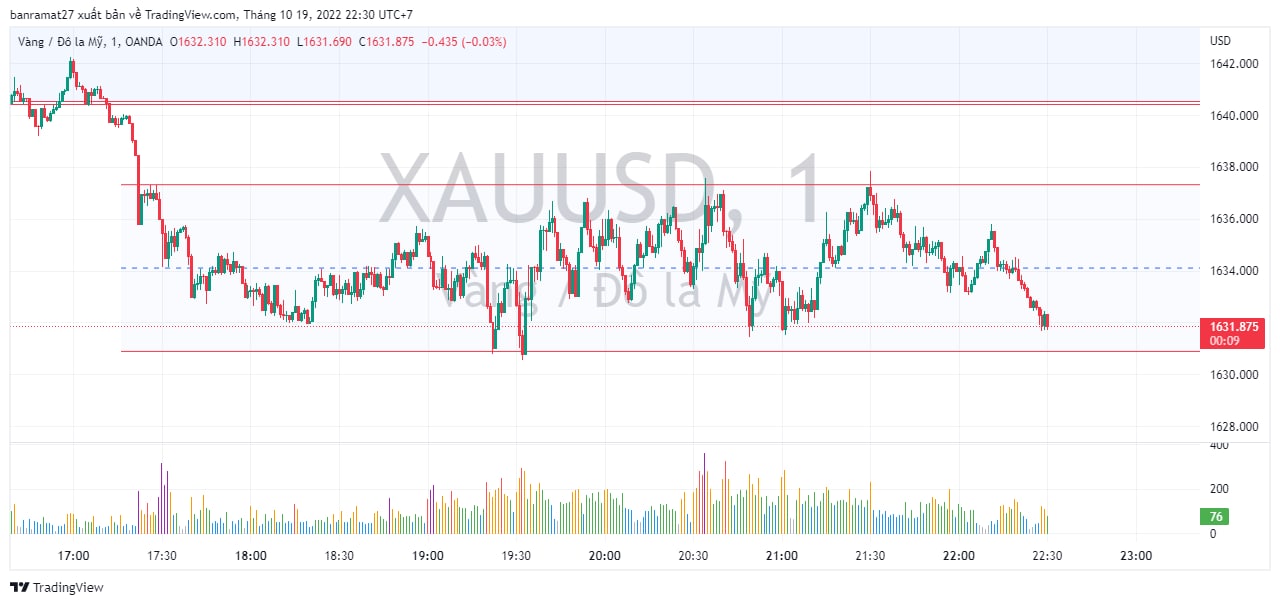 banramat27 xuất bản về TradingView.com, Tháng 10 19, 2022 22:30 UTC+7
Vàng / Đô la Mỹ, 1, OANDA O1632.310 H1632.310 L1631.690 C1631.875 −0.435 (−0.03%)
USD
1642.000
1640.000
1638.000
XAUUSD, 1
1636.000
1634.000
Vàng / Đô la Mỹ
1631.875
00:09
1630.000
1628.000
400
200
76
0
17:00 17:30 18:00 18:30 19:00 19:30 20:00 20:30 21:00 21:30 22:00 22:30 23:00
TradingView